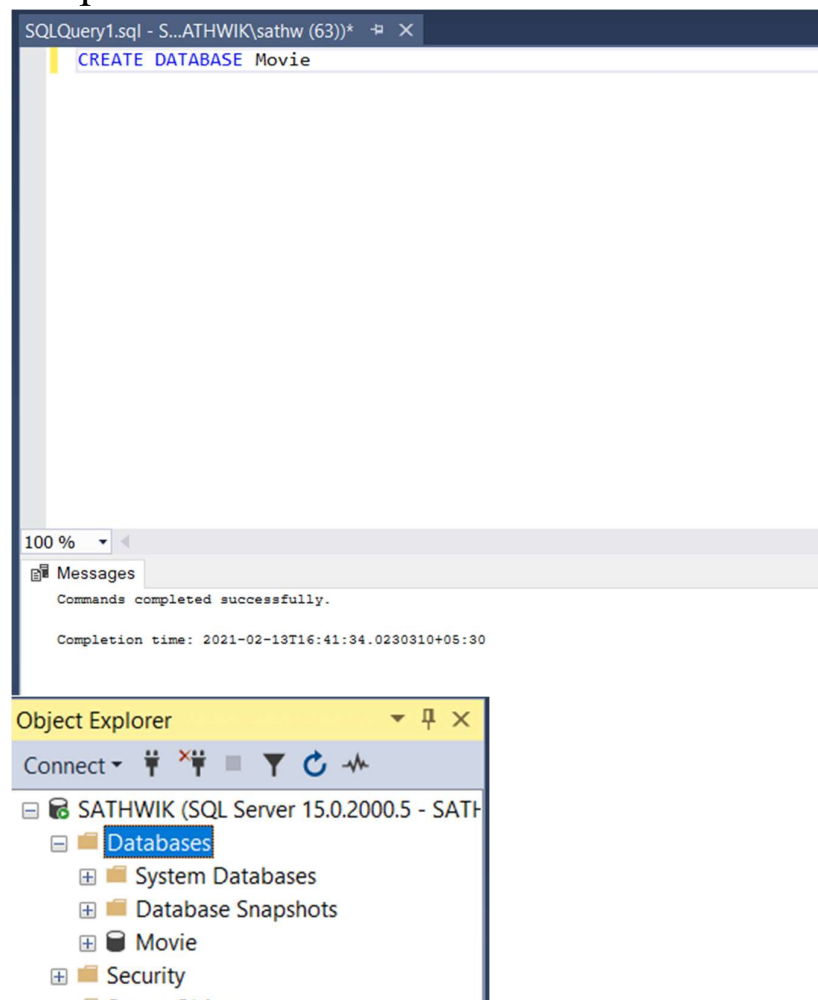 SQLQuery1.sql - S...ATHWIK\sathw (63))*
CREATE DATABASE Movie
100 %
Messages
Commands completed successfully.
Completion time: 2021-02-13T16:41:34.0230310+05:30
Object Explorer
Connect
SATHWIK (SQL Server 15.0.2000.5 - SATH
Databases
System Databases
Database Snapshots
Movie
Security